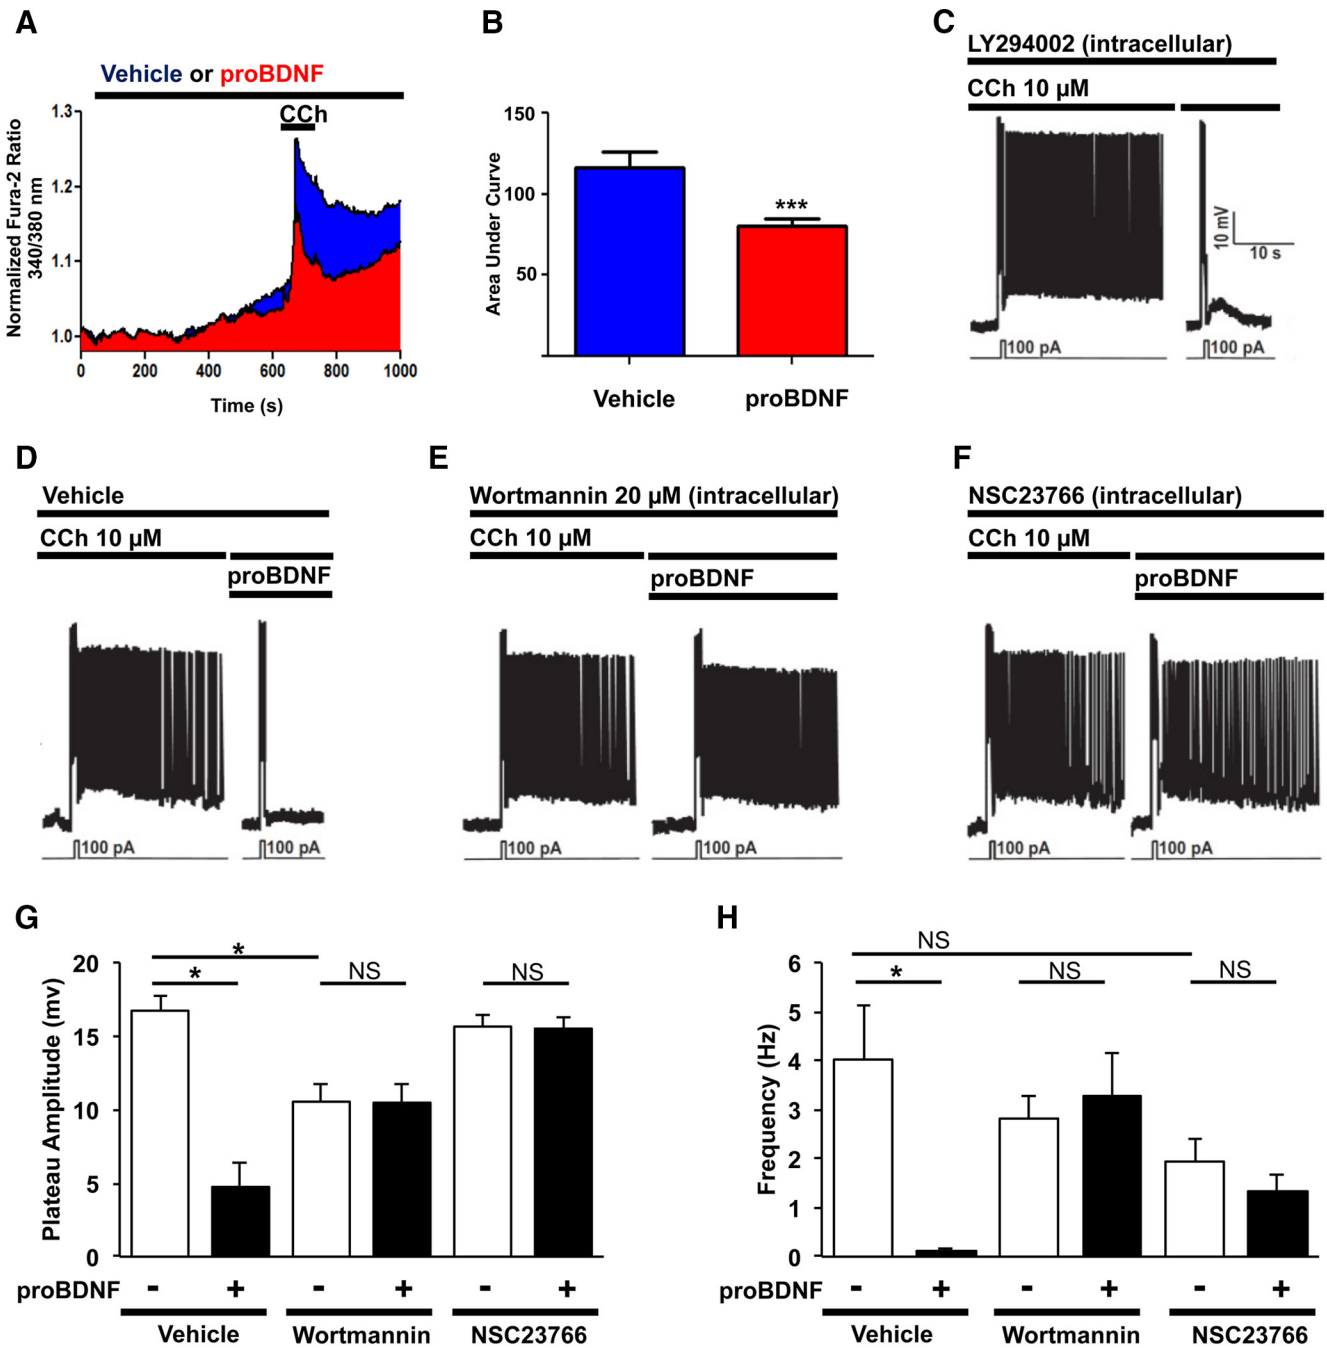 A
Vehicle or proBDNF
CCh
Normalized Fura-2 Ratio
340/380 nm
1.3
1.2
1.1
1.0
0 200 400 600 800 1000
Time (s)
B
Area Under Curve
150
100
50
***
Vehicle proBDNF
C
LY294002 (intracellular)
CCh 10 µM
10 mV
10 s
100 pA 100 pA
D
Vehicle
CCh 10 µM
proBDNF
100 pA 100 pA
E
Wortmannin 20 µM (intracellular)
CCh 10 µM
proBDNF
100 pA 100 pA
F
NSC23766 (intracellular)
CCh 10 µM
proBDNF
100 pA 100 pA
G
Plateau Amplitude (mv)
20
15
10
5
0
*
* NS NS
proBDNF - + - + - +
Vehicle Wortmannin NSC23766
H
Frequency (Hz)
6
5
4
3
2
1
0
NS
* NS NS
proBDNF - + - + - +
Vehicle Wortmannin NSC23766